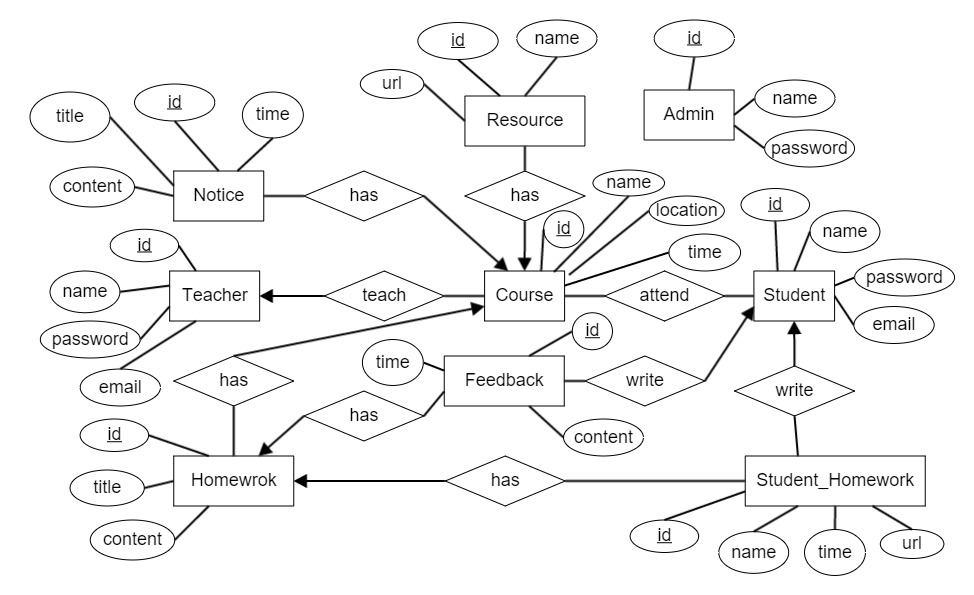 id
name
id
url
Resource
Admin
name
password
title
id
time
content
Notice
has
has
name
id
location
time
id
name
password
email
id
name
Teacher
password
email
teach
Course
attend
Student
id
time
Feedback
write
write
has
has
content
id
title
content
Homewrok
has
Student_Homework
id
name
time
url